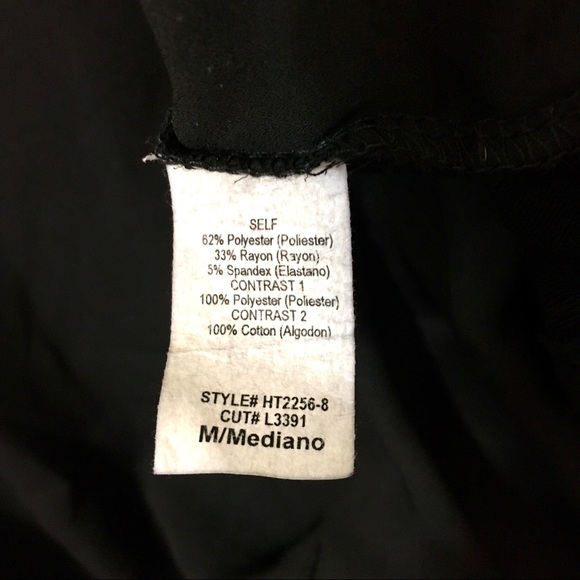 SELF
62% Polyester (Poliester)
33% Rayon (Rayon)
5% Spandex (Elastano)
CONTRAST 1
100% Polyester (Poliester)
CONTRAST 2
100% Cotton (Algodon)
STYLE# HT2256-8
CUT# L3391
M/Mediano